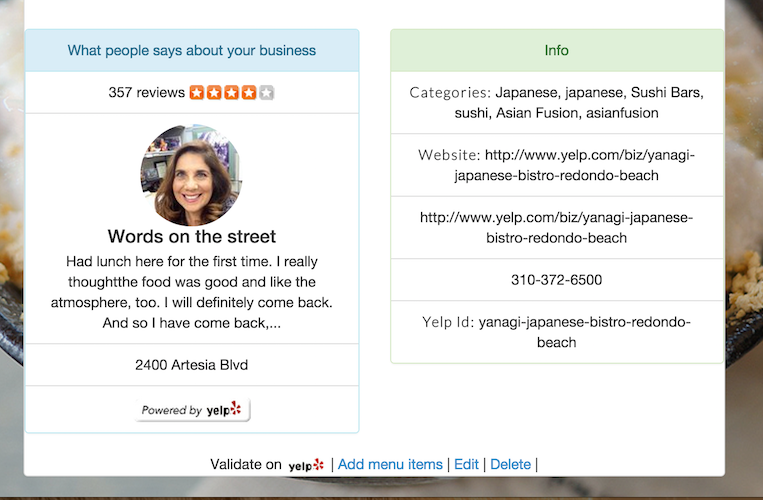 What people says about your business
357 reviews
Words on the street
Had lunch here for the first time. I really
thoughtthe food was good and like the
atmosphere, too. I will definitely come back.
And so I have come back,...
2400 Artesia Blvd
Powered by yelp
Info
Categories: Japanese, japanese, Sushi Bars,
sushi, Asian Fusion, asianfusion
Website: http://www.yelp.com/biz/yanagi-
japanese-bistro-redondo-beach
http://www.yelp.com/biz/yanagi-japanese-
bistro-redondo-beach
310-372-6500
Yelp Id: yanagi-japanese-bistro-redondo-
beach
Validate on yelp | Add menu items | Edit | Delete |